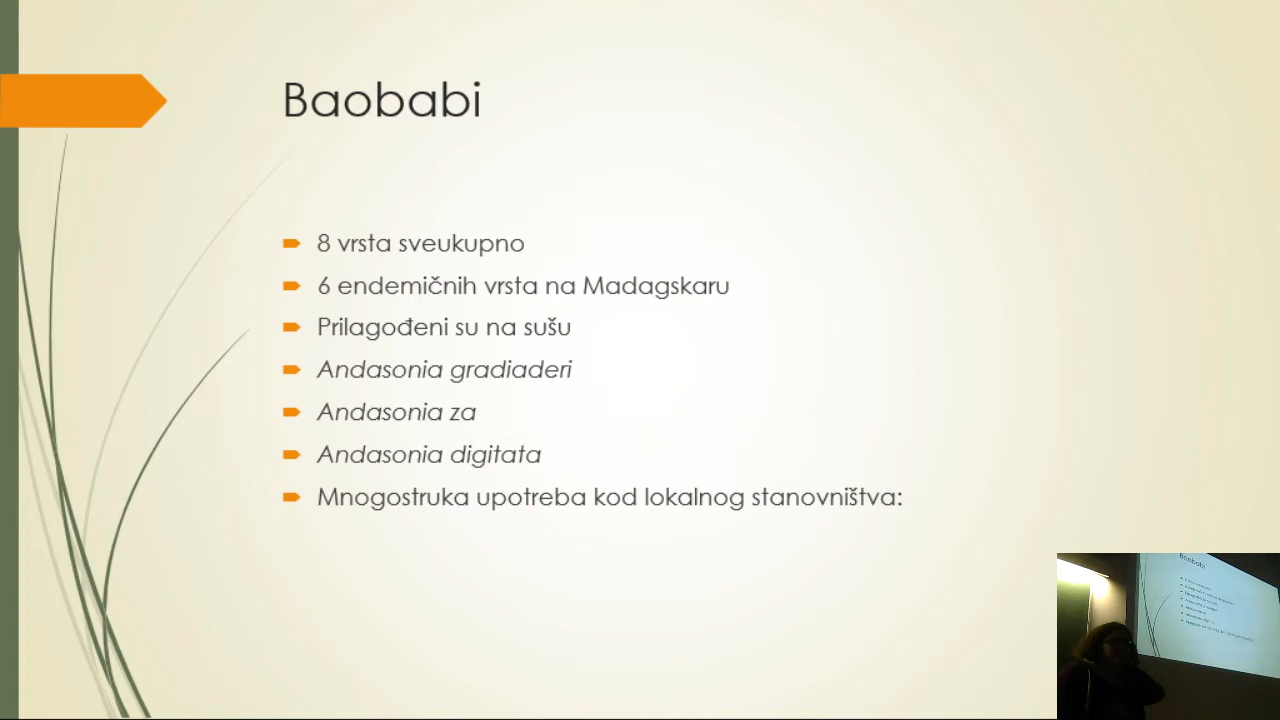 Baobabi
8 vrsta sveukupno
6 endemičnih vrsta na Madagskaru
Prilagođeni su na sušu
Andasonia gradiaderi
Andasonia za
Andasonia digitata
Mnogostruka upotreba kod lokalnog stanovništva:
Baobabi